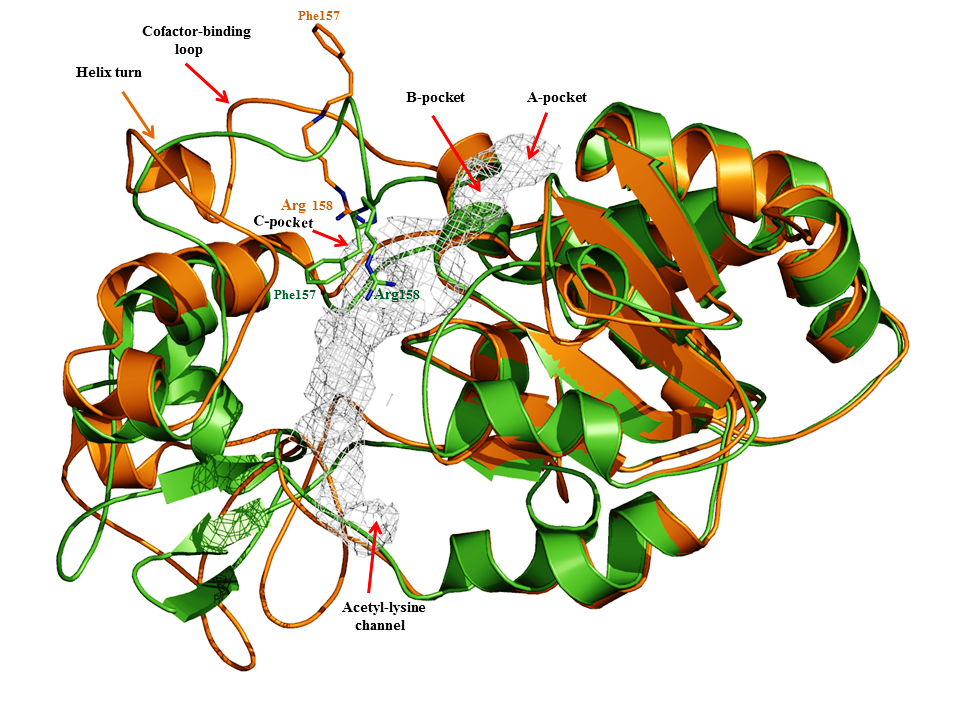 Phe157
Cofactor-binding
loop
Helix turn
B-pocket
A-pocket
Arg 158
C-pocket
Phe157
Arg158
Acetyl-lysine
channel